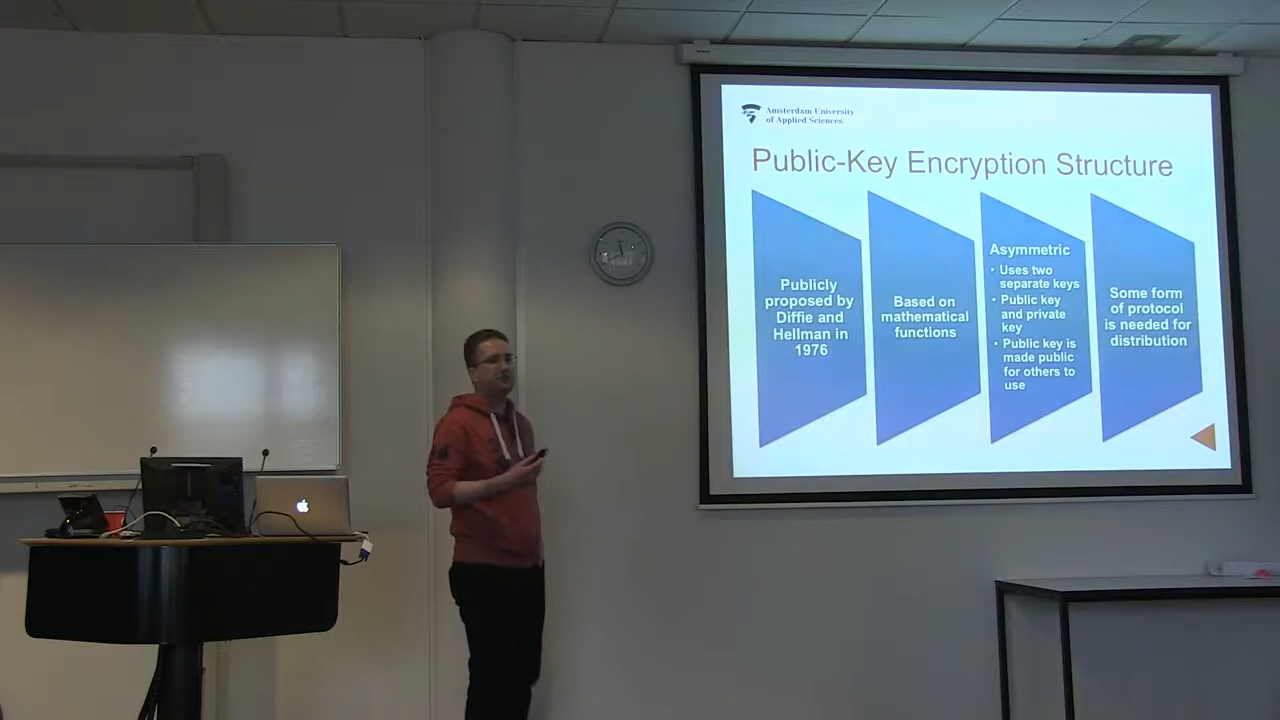 Amsterdam University
of Applied Sciences
Public-Key Encryption Structure
Publicly
proposed by
Diffie and
Hellman in
1976
Based on
mathematical
functions
Asymmetric
• Uses two
separate keys
• Public key
and private
key
• Public key is
made public
for others to
use
Some form
of protocol
is needed for
distribution